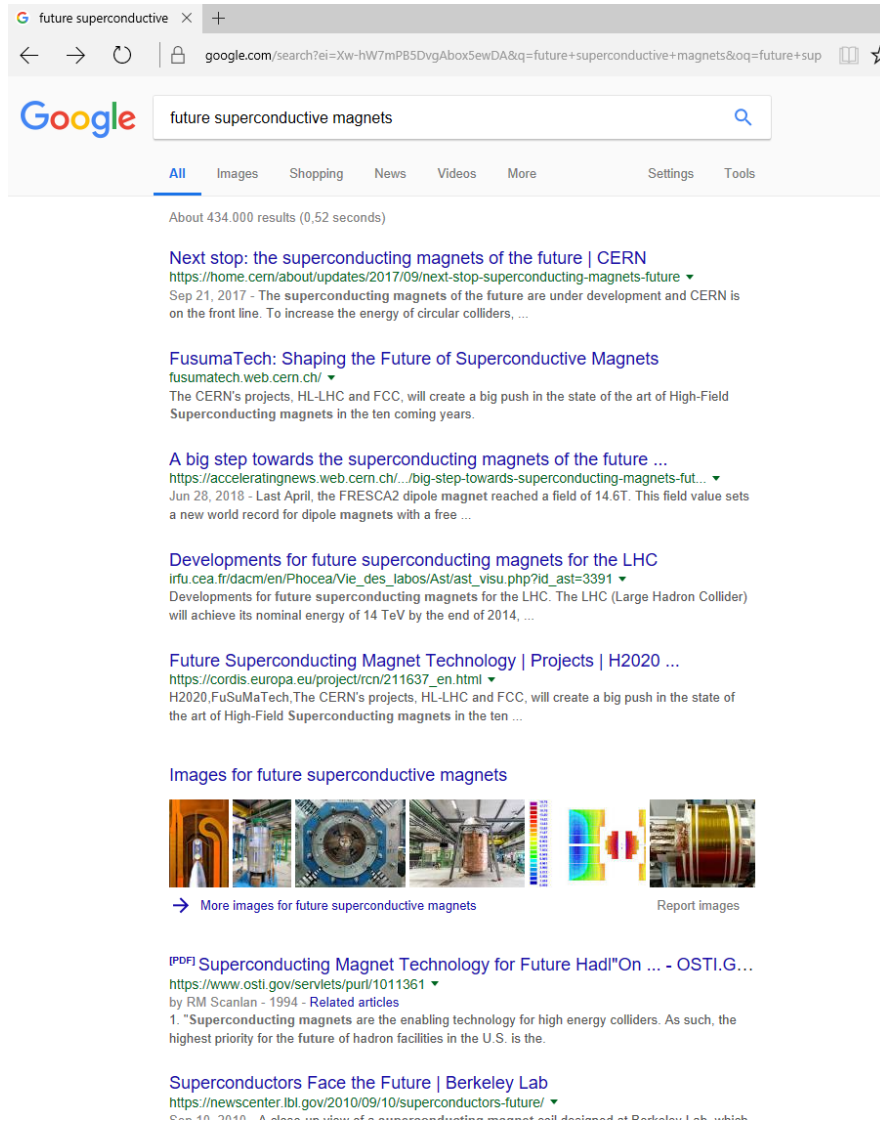 future superconductive
google.com/search?ei=Xw-hW7mPB5DvgAbox5ewDA&q=future+superconductive+magnets&oq=future+sup
Google
future superconductive magnets
All Images Shopping News Videos More Settings Tools
About 434.000 results (0,52 seconds)
Next stop: the superconducting magnets of the future | CERN
https://home.cern/about/updates/2017/09/next-stop-superconducting-magnets-future
Sep 21, 2017 - The superconducting magnets of the future are under development and CERN is
on the front line. To increase the energy of circular colliders, ...
FusumaTech: Shaping the Future of Superconductive Magnets
fusumatech.web.cern.ch/
The CERN's projects, HL-LHC and FCC, will create a big push in the state of the art of High-Field
Superconducting magnets in the ten coming years.
A big step towards the superconducting magnets of the future ...
https://acceleratingnews.web.cern.ch/.../big-step-towards-superconducting-magnets-fut...
Jun 28, 2018 - Last April, the FRESCA2 dipole magnet reached a field of 14.6T. This field value sets
a new world record for dipole magnets with a free ...
Developments for future superconducting magnets for the LHC
irfu.cea.fr/dacm/en/Phocea/Vie_des_labos/Ast/ast_visu.php?id_ast=3391
Developments for future superconducting magnets for the LHC. The LHC (Large Hadron Collider)
will achieve its nominal energy of 14 TeV by the end of 2014, ...
Future Superconducting Magnet Technology | Projects | H2020 ...
https://cordis.europa.eu/project/rcn/211637_en.html
H2020,FuSuMaTech,The CERN's projects, HL-LHC and FCC, will create a big push in the state of
the art of High-Field Superconducting magnets in the ten ...
Images for future superconductive magnets
More images for future superconductive magnets Report images
[PDF] Superconducting Magnet Technology for Future Hadl"On ... - OSTI.G...
https://www.osti.gov/servlets/purl/1011361
by RM Scanlan - 1994 - Related articles
1. "Superconducting magnets are the enabling technology for high energy colliders. As such, the
highest priority for the future of hadron facilities in the U.S. is the.
Superconductors Face the Future | Berkeley Lab
https://newscenter.lbl.gov/2010/09/10/superconductors-future/
Sep 10, 2010 - A close-up view of a superconducting magnet coil designed at Berkeley Lab, which